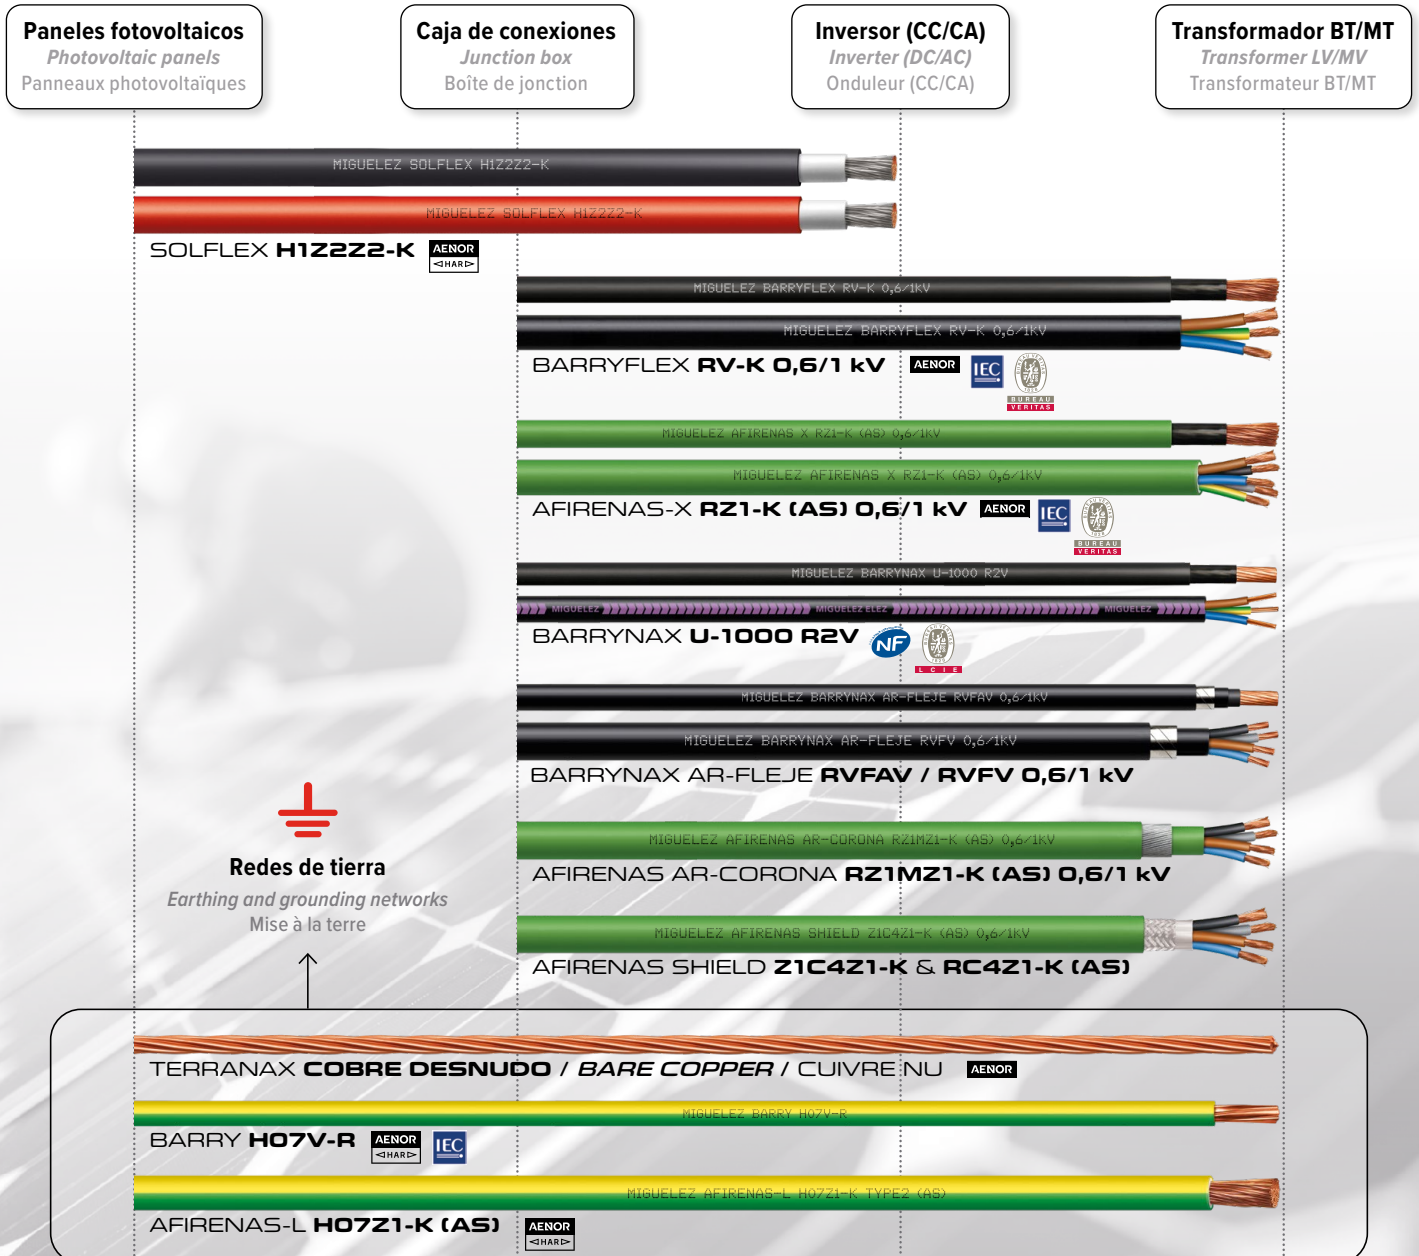 Paneles fotovoltaicos
Photovoltaic panels
Panneaux photovoltaïques
Caja de conexiones
Junction box
Boîte de jonction
Inversor (CC/CA)
Inverter (DC/AC)
Onduleur (CC/CA)
Transformador BT/MT
Transformer LV/MV
Transformateur BT/MT
MIGUELEZ SOLFLEX H1Z2Z2-K
MIGUELEZ SOLFLEX H1Z2Z2-K
SOLFLEX H1Z2Z2-K AENOR
HAR
MIGUELEZ BARRYFLEX RV-K 0,6/1KV
MIGUELEZ BARRYFLEX RV-K 0,6/1KV
BARRYFLEX RV-K 0,6/1 kV AENOR IEC
BUREAU
VERITAS
MIGUELEZ AFIRENAS X RZ1-K (AS) 0,6/1KV
MIGUELEZ AFIRENAS X RZ1-K (AS) 0,6/1KV
AFIRENAS-X RZ1-K (AS) 0,6/1 kV AENOR IEC
BUREAU
VERITAS
MIGUELEZ BARRYNAX U-1000 R2V
MIGUELEZ MIGUELEZ ELEZ MIGUELEZ
BARRYNAX U-1000 R2V NF
LCIE
MIGUELEZ BARRYNAX AR-FLEJE RVFAV 0,6/1KV
MIGUELEZ BARRYNAX AR-FLEJE RVFV 0,6/1KV
BARRYNAX AR-FLEJE RVFAV / RVFV 0,6/1 kV
MIGUELEZ AFIRENAS AR-CORONA RZ1MZ1-K (AS) 0,6/1KV
AFIRENAS AR-CORONA RZ1MZ1-K (AS) 0,6/1 kV
MIGUELEZ AFIRENAS SHIELD Z1C4Z1-K (AS) 0,6/1KV
AFIRENAS SHIELD Z1C4Z1-K & RC4Z1-K (AS)
Redes de tierra
Earthing and grounding networks
Mise à la terre
TERRANAX COBRE DESNUDO / BARE COPPER / CUIVRE NU AENOR
MIGUELEZ BARRY H07V-R
BARRY H07V-R AENOR IEC
HAR
MIGUELEZ AFIRENAS-L H07Z1-K TYPE2 (AS)
AFIRENAS-L H07Z1-K (AS) AENOR
HAR